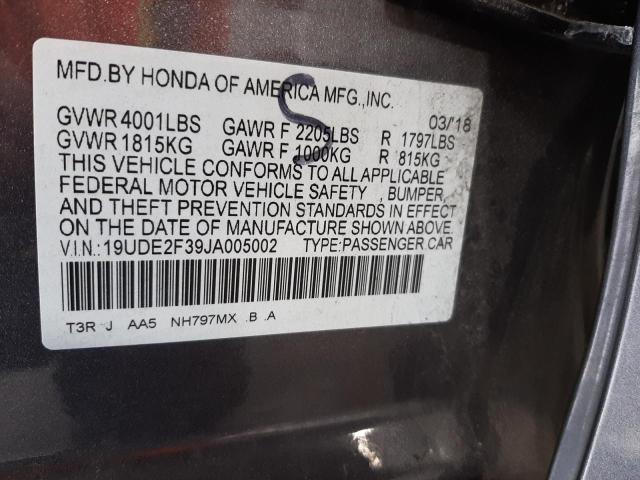 MFD.BY HONDA OF AMERICA MFG.,INC.
03/18
GVWR 4001LBS GAWR F 2205LBS R 1797LBS
GVWR 1815KG GAWR F 1000KG R 815KG
THIS VEHICLE CONFORMS TO ALL APPLICABLE
FEDERAL MOTOR VEHICLE SAFETY , BUMPER,
AND THEFT PREVENTION STANDARDS IN EFFECT
ON THE DATE OF MANUFACTURE SHOWN ABOVE.
V.I.N.:19UDE2F39JA005002 TYPE:PASSENGER CAR
T3R J AA5 NH797MX .B .A
S